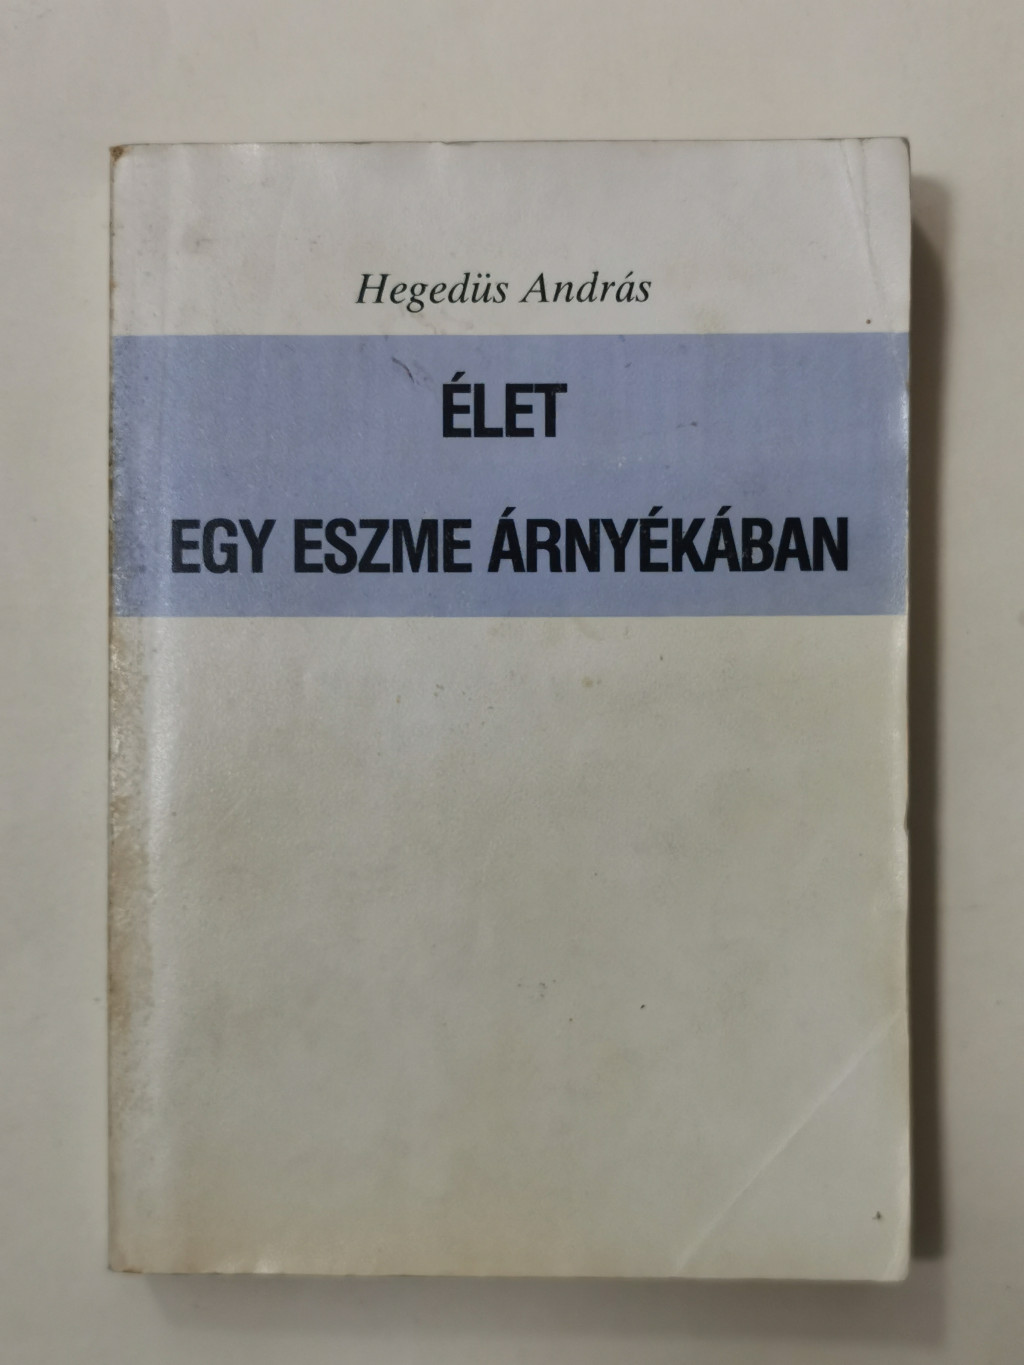 Hegedüs András
ÉLET
EGY ESZME ÁRNYÉKÁBAN